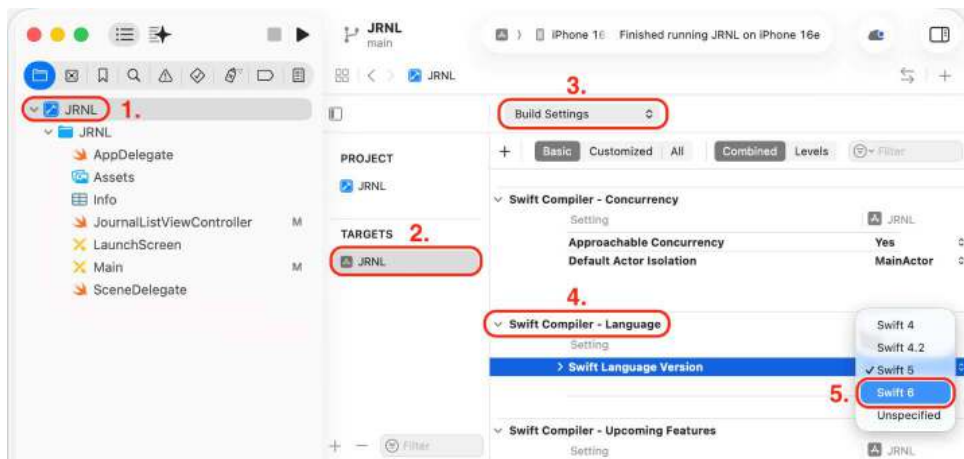 JRNL
main
iPhone 16
Finished running JRNL on iPhone 16e
JRNL
JRNL
1.
JRNL
AppDelegate
Assets
Info
JournalListViewController M
LaunchScreen
Main M
SceneDelegate
PROJECT
JRNL
TARGETS
2.
JRNL
Filter
3.
Build Settings
Basic Customized All Combined Levels Filter
Swift Compiler - Concurrency
Setting JRNL
Approachable Concurrency Yes
Default Actor Isolation MainActor
4.
Swift Compiler - Language
Setting
Swift Language Version
Swift 4
Swift 4.2
Swift 5
5.
Swift 6
Unspecified
Swift Compiler - Upcoming Features
Setting JRNL